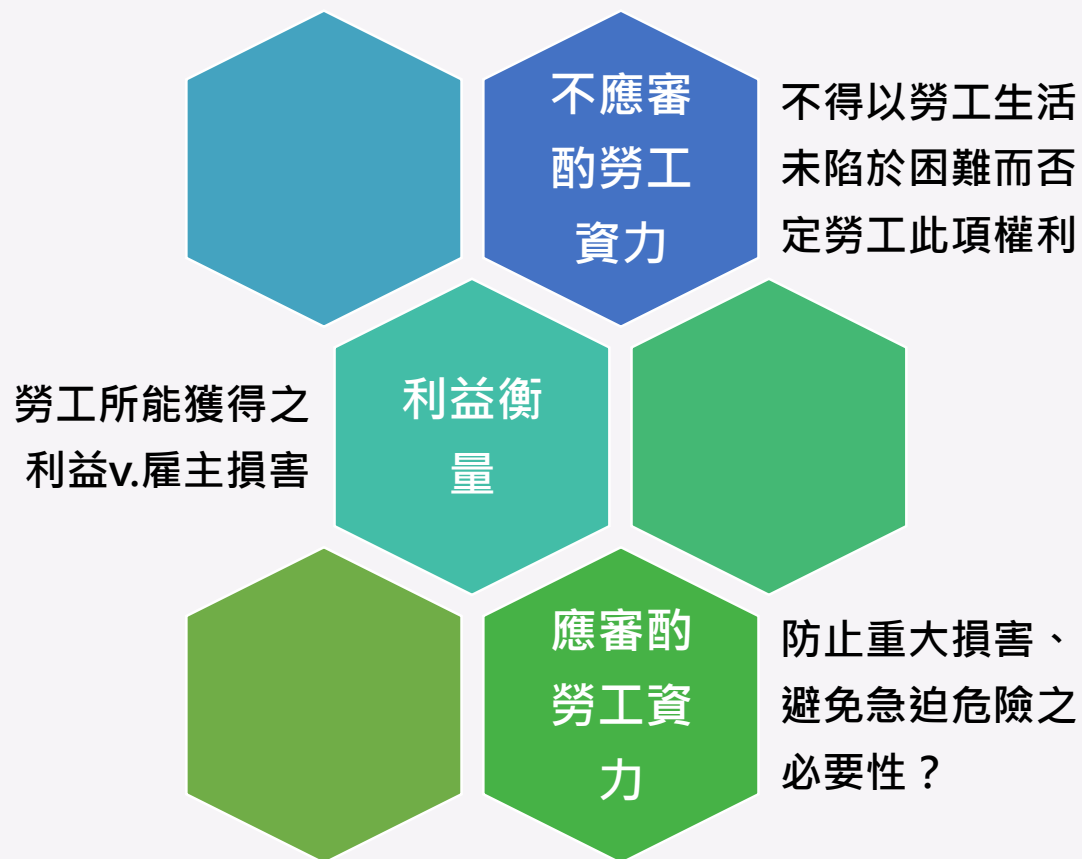 不應審
酌勞工
資力
不得以勞工生活
未陷於困難而否
定勞工此項權利
勞工所能獲得之
利益v.雇主損害
利益衡
量
應審酌
勞工資
力
防止重大損害、
避免急迫危險之
必要性？